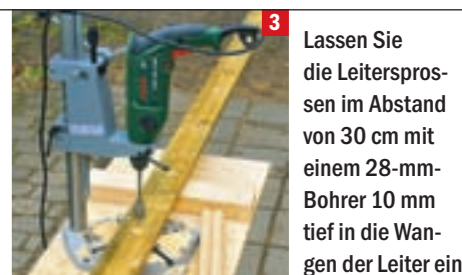 3
Lassen Sie
die Leiterspros-
sen im Abstand
von 30 cm mit
einem 28-mm-
Bohrer 10 mm
tief in die Wan-
gen der Leiter ein